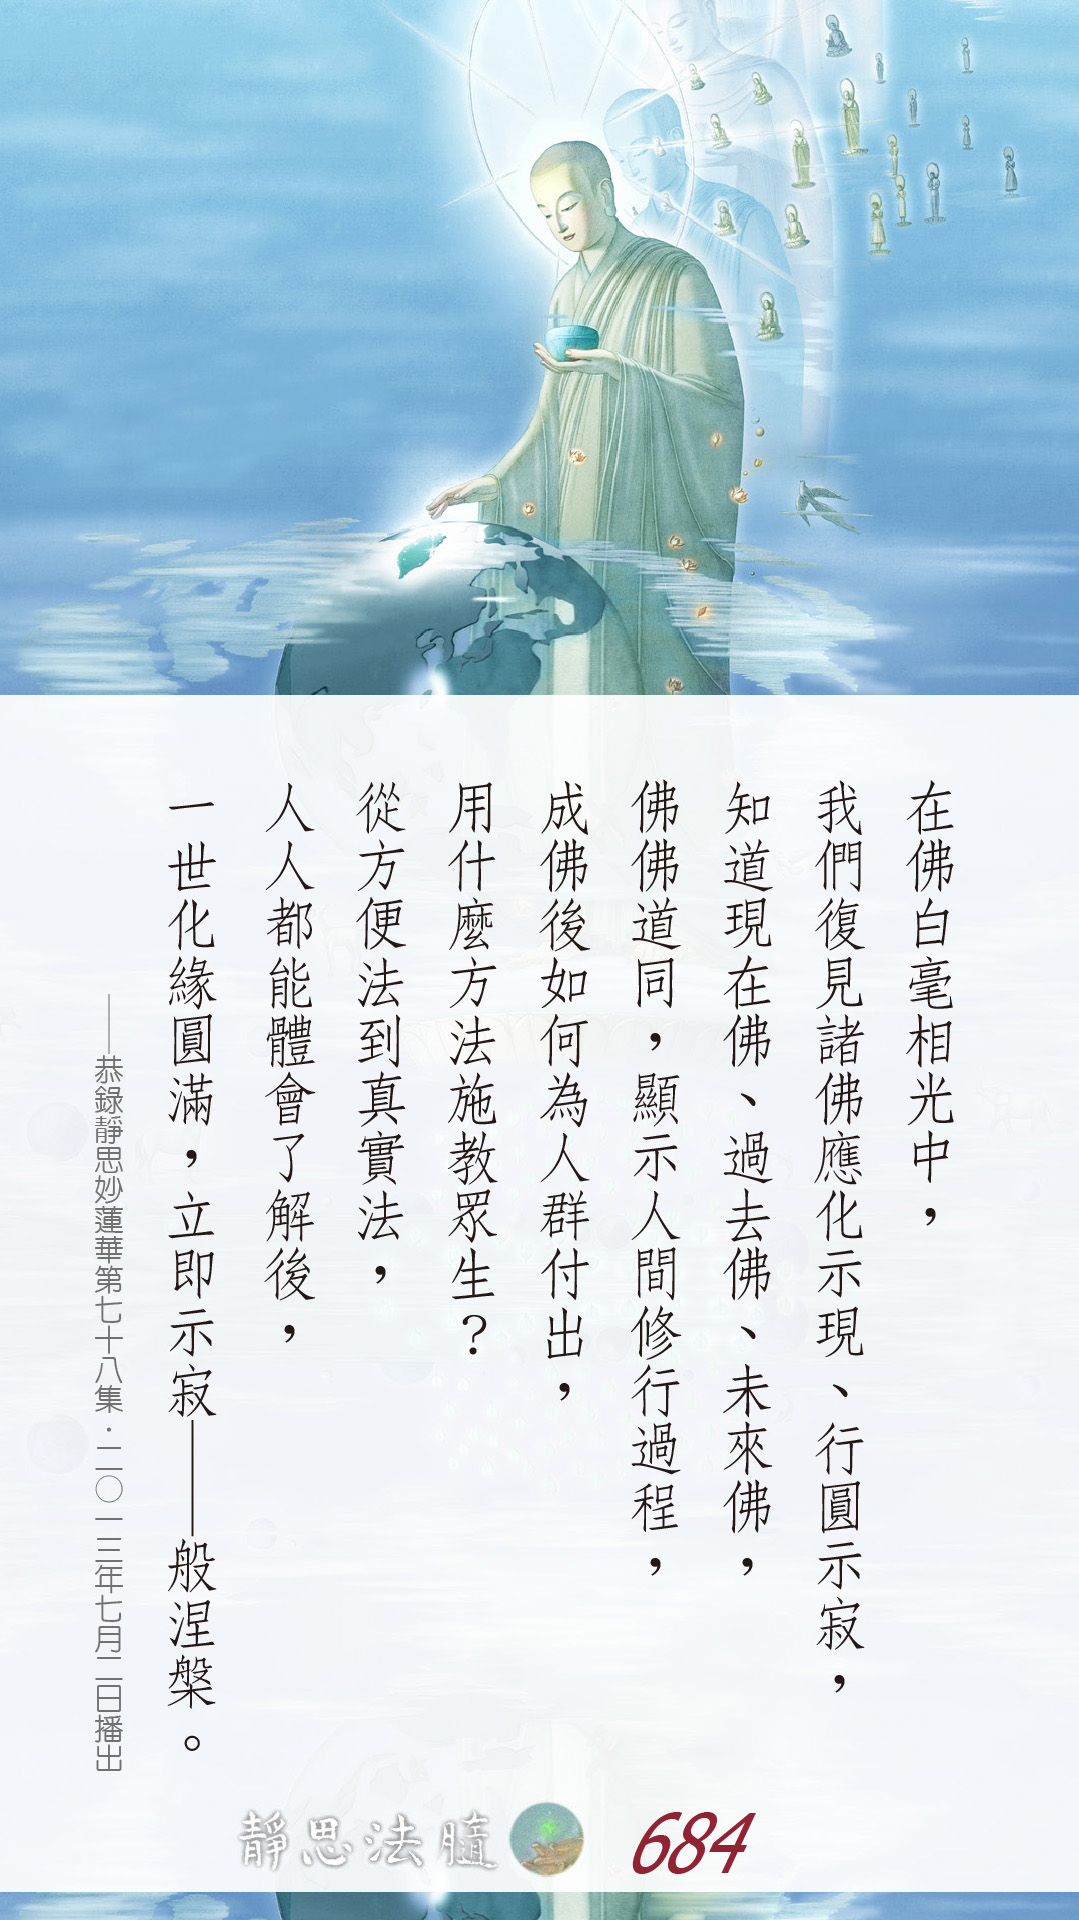 在佛白毫相光中，
我們復見諸佛應化示現、行圓示寂，
知道現在佛、過去佛、未來佛，
佛佛道同，顯示人間修行過程，
成佛後如何為人群付出，
用什麼方法施教眾生？
從方便法到真實法，
人人都能體會了解後，
一世化緣圓滿，立即示寂——般涅槃。
——恭錄靜思妙蓮華第七十八集．二〇一三年七月二日播出
靜思法髓
684